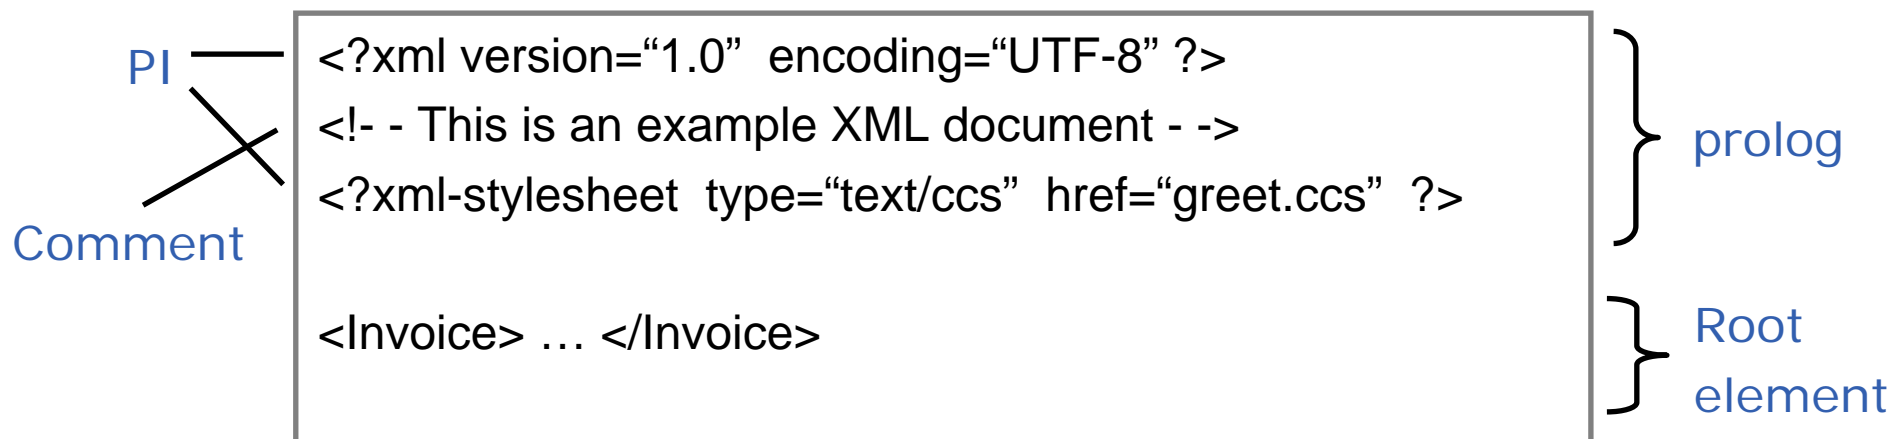 PI
Comment
<?xml version=“1.0”  encoding=“UTF-8” ?>
<!- - This is an example XML document - ->
<?xml-stylesheet  type=“text/ccs”  href=“greet.ccs”  ?>
<Invoice> … </Invoice>
prolog
Root
element